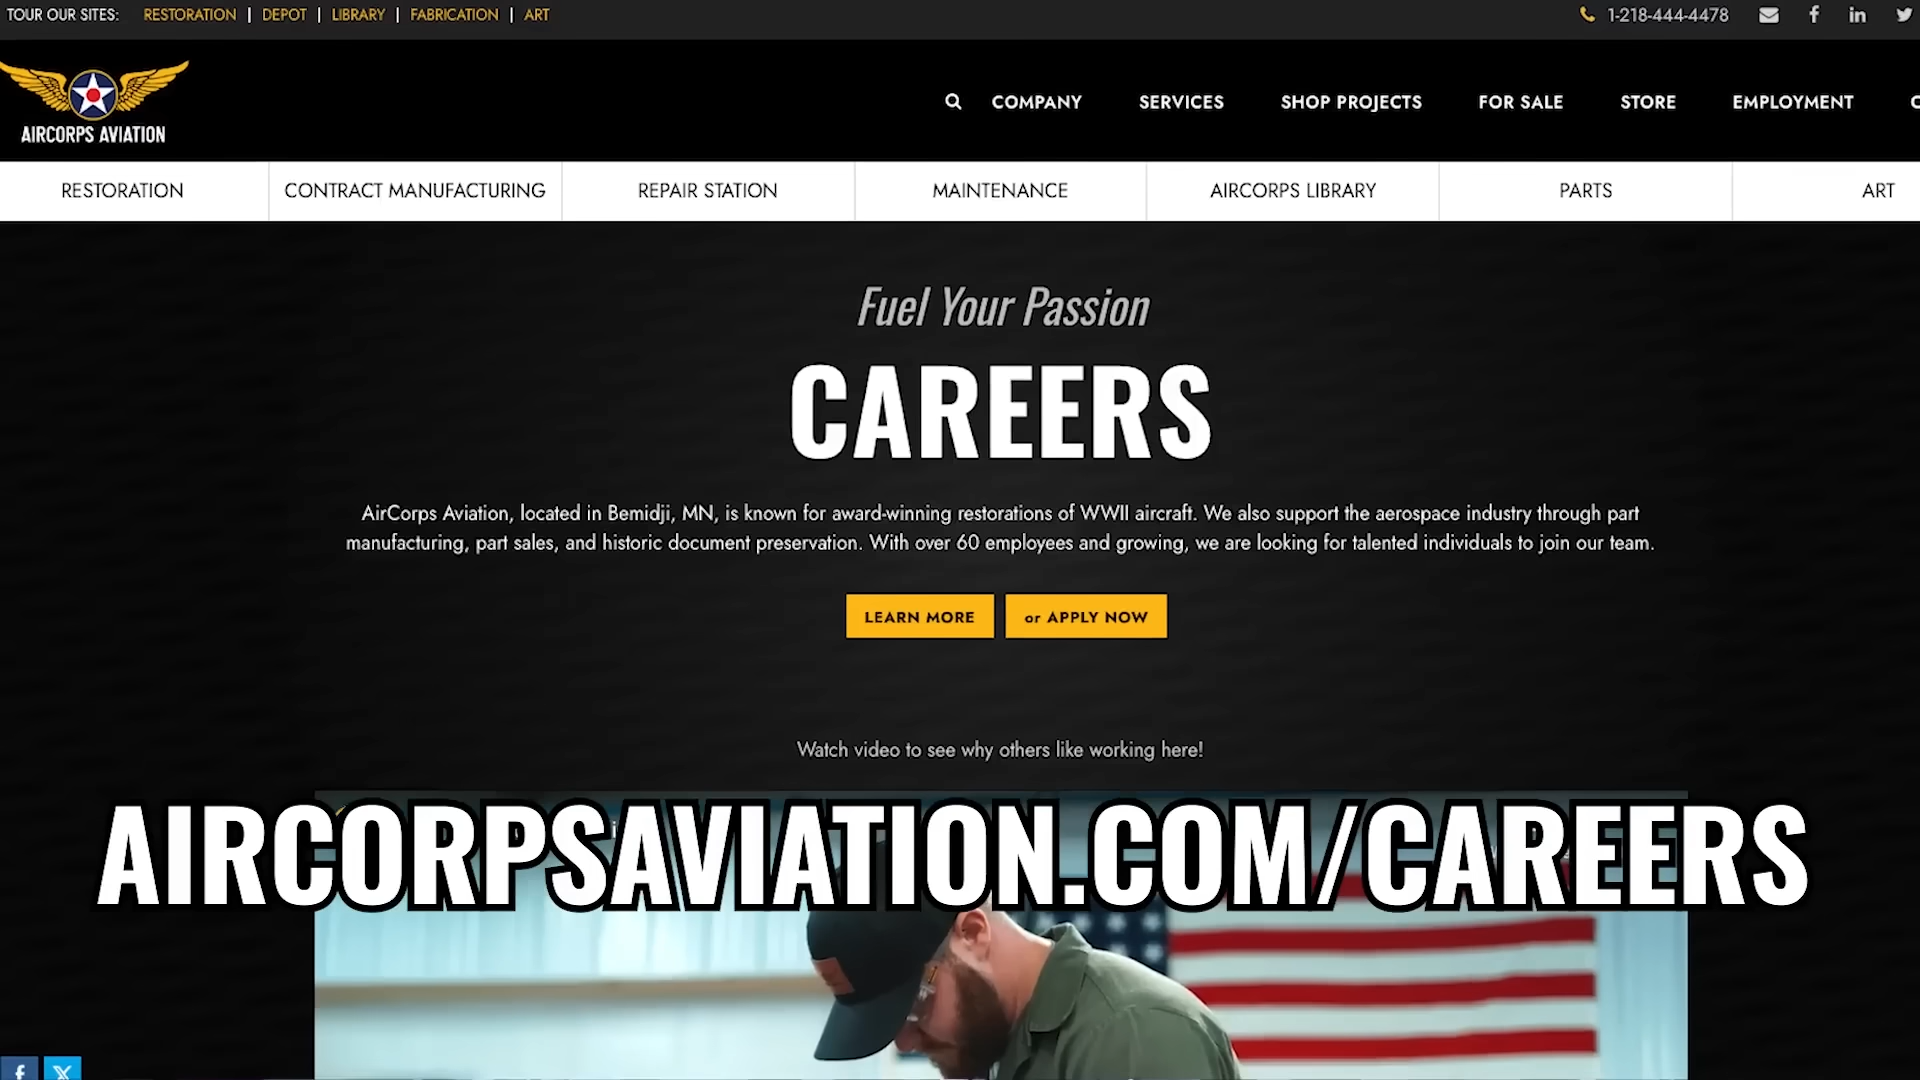 TOUR OUR SITES: RESTORATION | DEPOT | LIBRARY | FABRICATION | ART
1-218-444-4478
AIRCORPS AVIATION
COMPANY SERVICES SHOP PROJECTS FOR SALE STORE EMPLOYMENT
RESTORATION CONTRACT MANUFACTURING REPAIR STATION MAINTENANCE AIRCORPS LIBRARY PARTS ART
Fuel Your Passion
CAREERS
AirCorps Aviation, located in Bemidji, MN, is known for award-winning restorations of WWII aircraft. We also support the aerospace industry through part
manufacturing, part sales, and historic document preservation. With over 60 employees and growing, we are looking for talented individuals to join our team.
LEARN MORE or APPLY NOW
Watch video to see why others like working here!
AIRCORPSAVIATION.COM/CAREERS